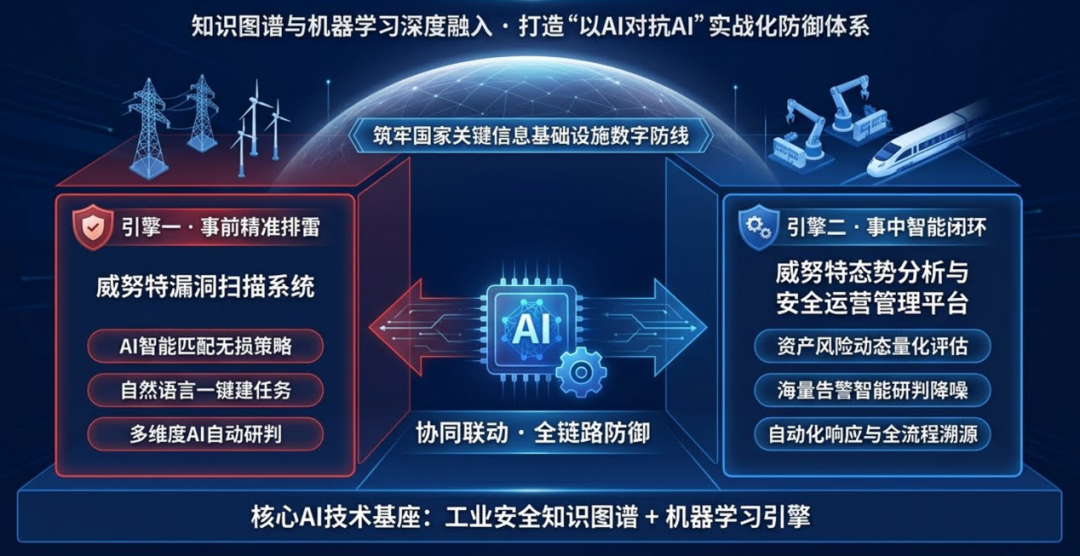 知识图谱与机器学习深度融入·打造“以AI对抗AI”实战化防御体系
筑牢国家关键信息基础设施数字防线
引擎一·事前精准排雷
威努特漏洞扫描系统
AI智能匹配无损策略
自然语言一键建任务
多维度AI自动研判
AI
协同联动·全链路防御
引擎二·事中智能闭环
威努特态势分析与
安全运营管理平台
资产风险动态量化评估
海量告警智能研判降噪
自动化响应与全流程溯源
核心AI技术基座：工业安全知识图谱 + 机器学习引擎